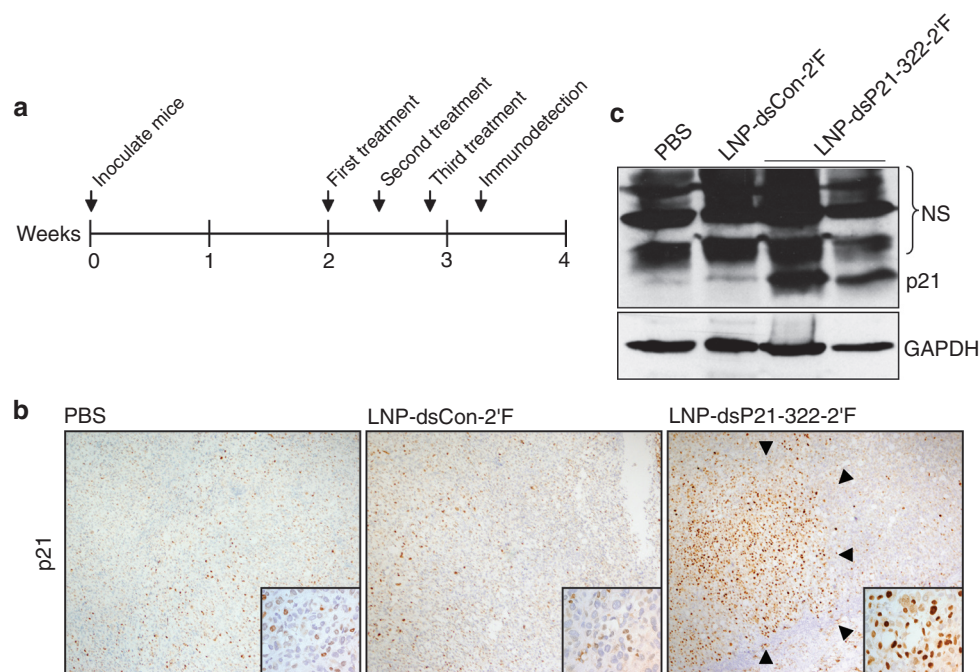 a
Inoculate mice
First treatment
Second treatment
Third treatment
Immunodetection
Weeks
0 1 2 3 4
c
PBS
LNP-dsCon-2'F
LNP-dsP21-322-2'F
NS
p21
GAPDH
b
PBS
LNP-dsCon-2'F
LNP-dsP21-322-2'F
p21